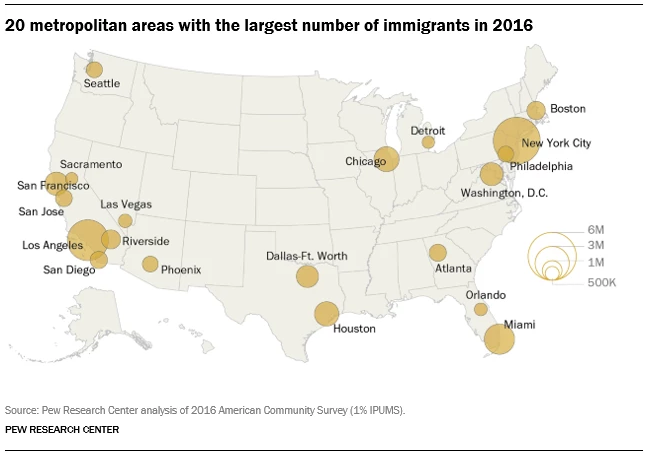 20 metropolitan areas with the largest number of immigrants in 2016
Seattle
Boston
Detroit
New York City
Chicago
Philadelphia
Sacramento
San Francisco
Washington, D.C.
Las Vegas
San Jose
Los Angeles
Riverside
6M
3M
1M
500K
Dallas-Ft. Worth
San Diego
Phoenix
Atlanta
Orlando
Houston
Miami
Source: Pew Research Center analysis of 2016 American Community Survey (1% IPUMS).
PEW RESEARCH CENTER